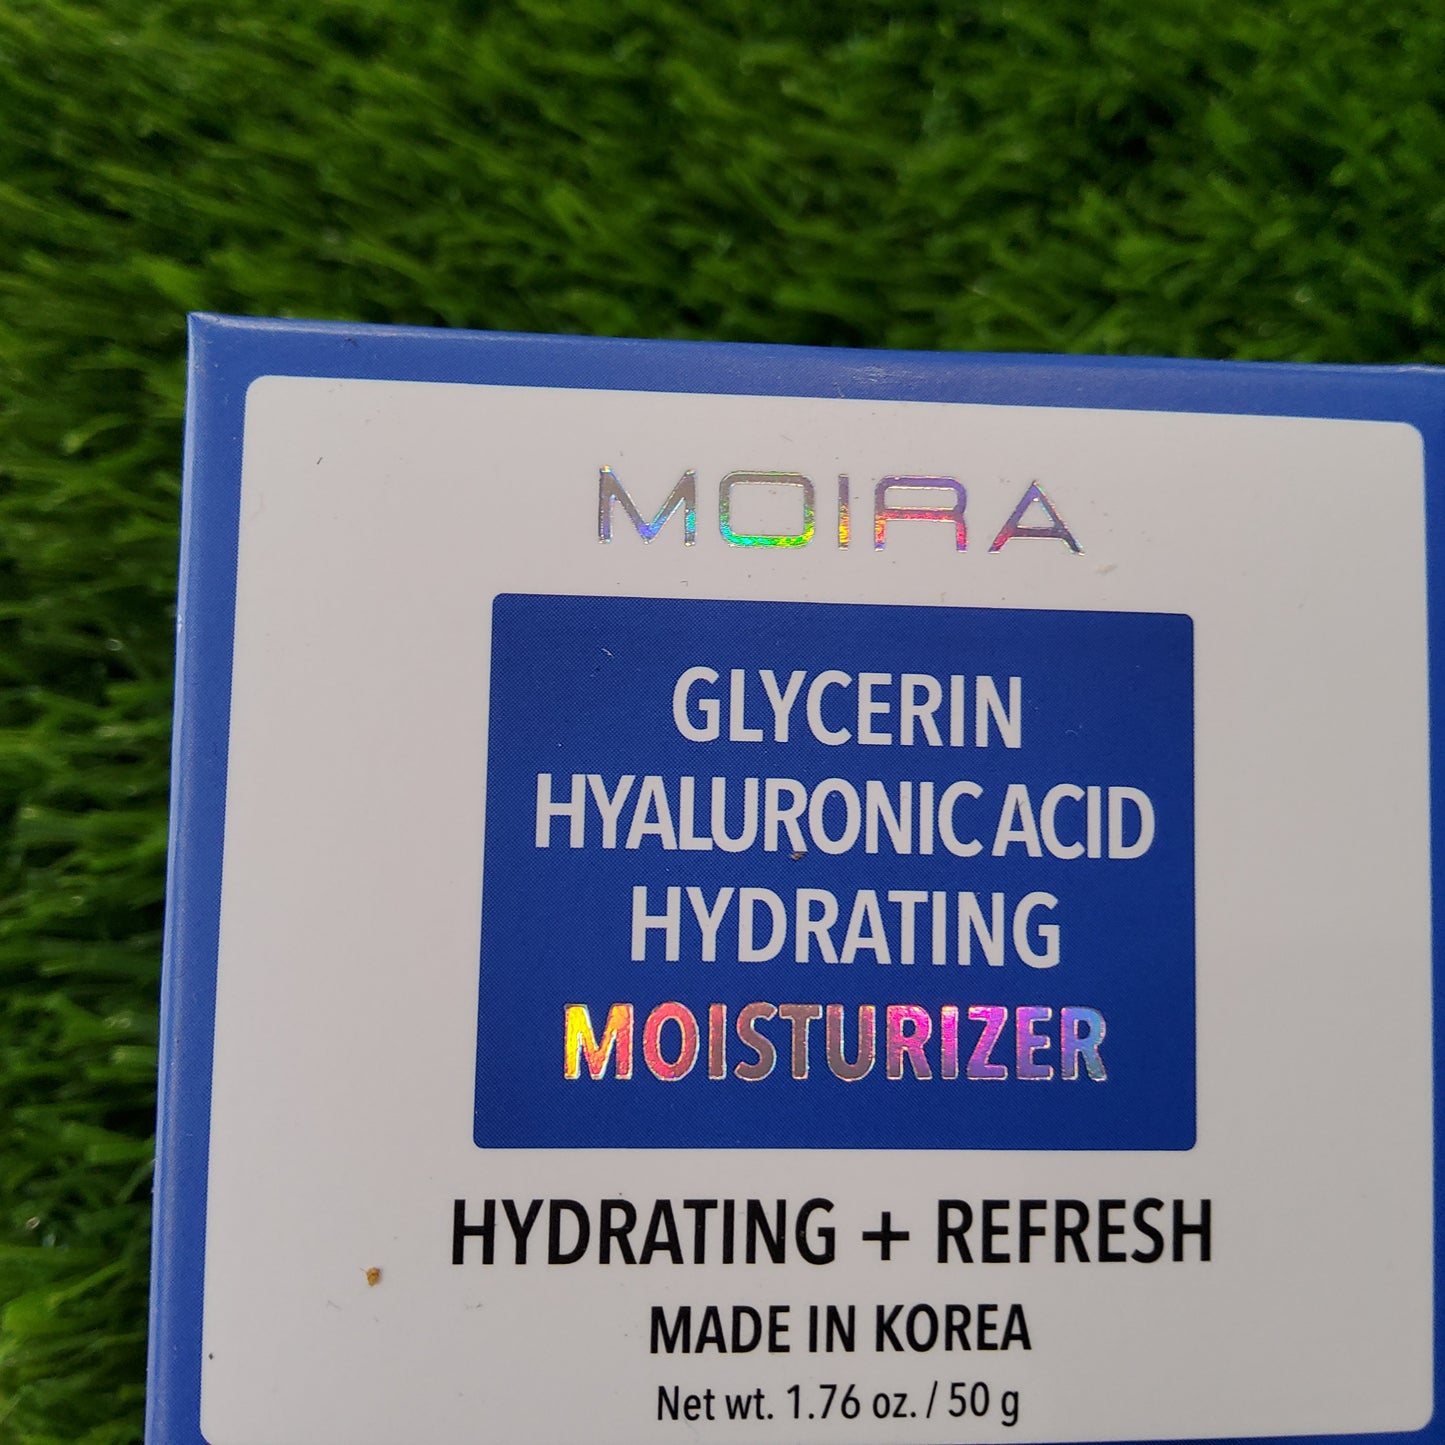 MOIRA
GLYCERIN
HYALURONIC ACID
HYDRATING
MOISTURIZER
HYDRATING + REFRESH
MADE IN KOREA
Net wt. 1.76 oz. / 50 g